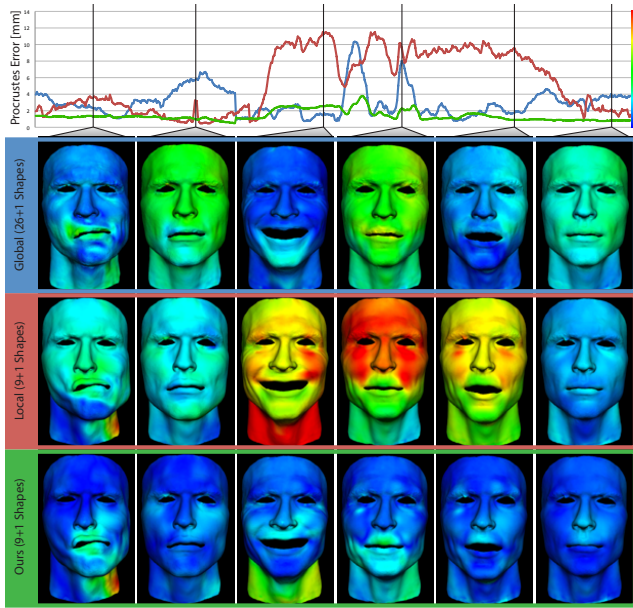 Procrustes Error [mm]
14
12
10
8
6
4
2
0
Global (26+1 Shapes)
Local (9+1 Shapes)
Ours (9+1 Shapes)